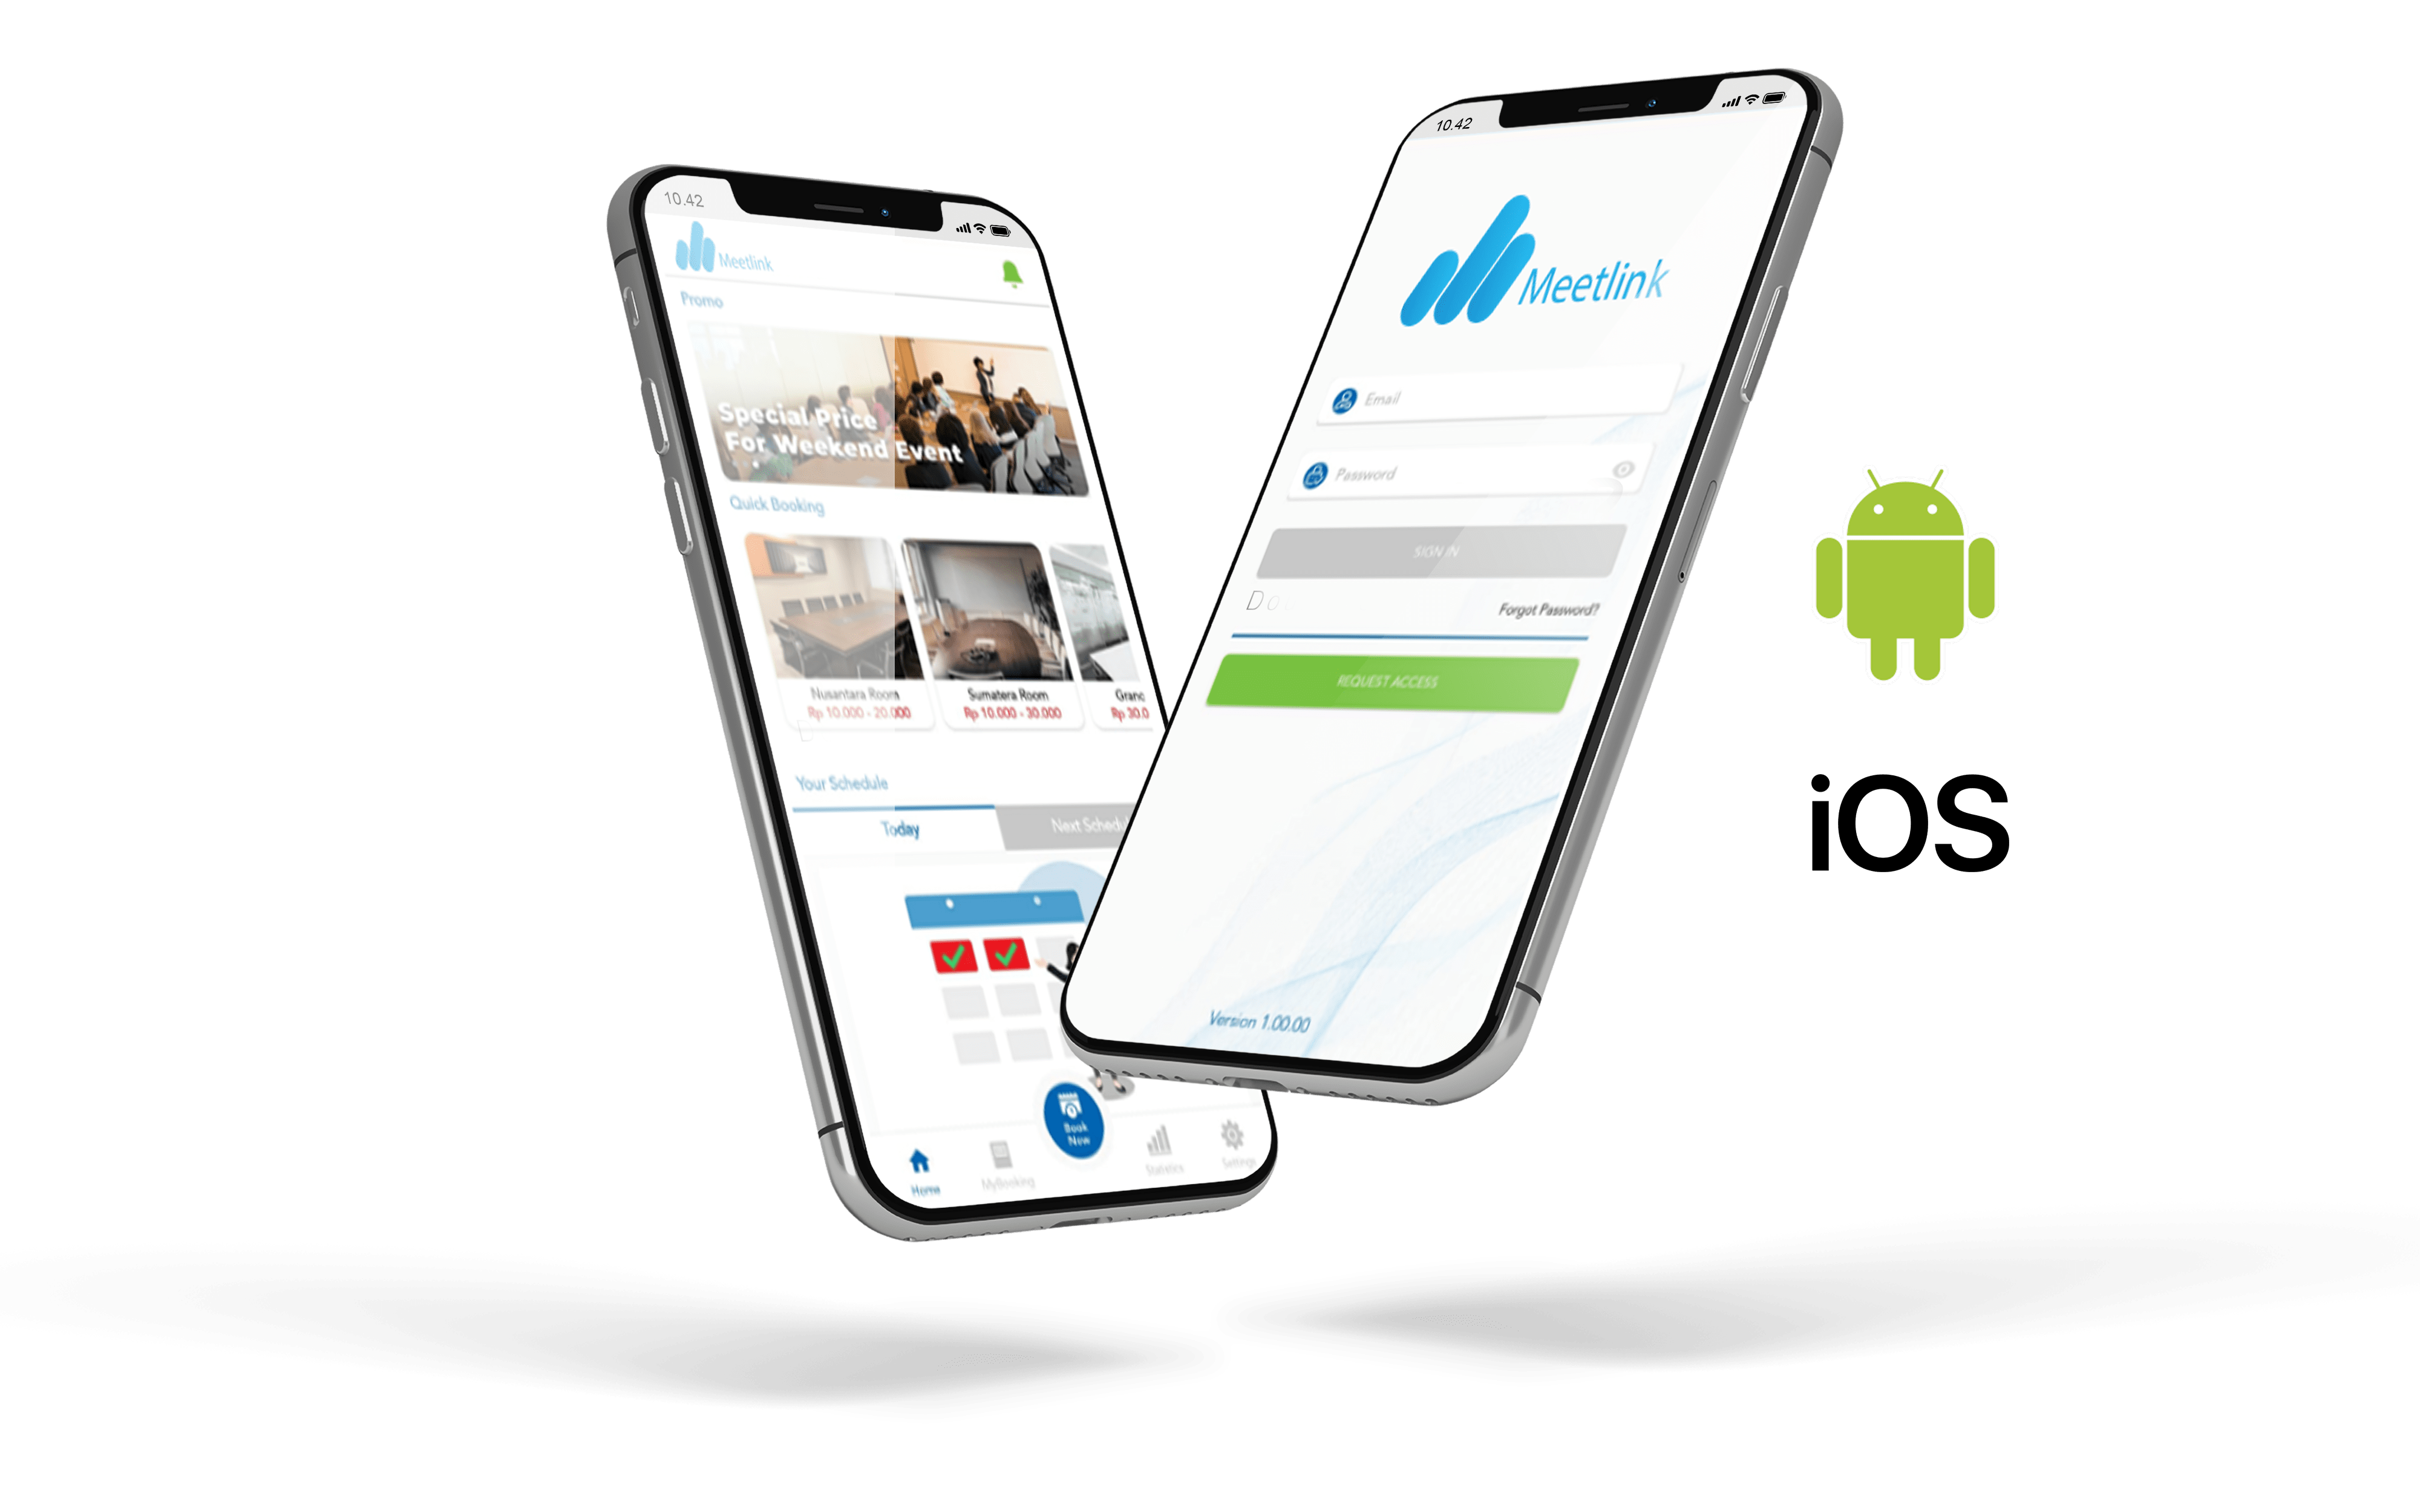 10.42
Meetlink
Promo
Special Price
For Weekend Event
Quick Booking
Nusantara Room
Rp 10.000 - 20.000
Sumatera Room
Rp 10.000 - 30.000
Granc
Rp 30.0
Your Schedule
Today
Next Schedu
Book
Now
Home
MyBooking
Statistics
Settings
10.42
Meetlink
Email
Password
SIGN IN
Do
Forgot Password?
REQUEST ACCESS
Version 1.00.00
iOS